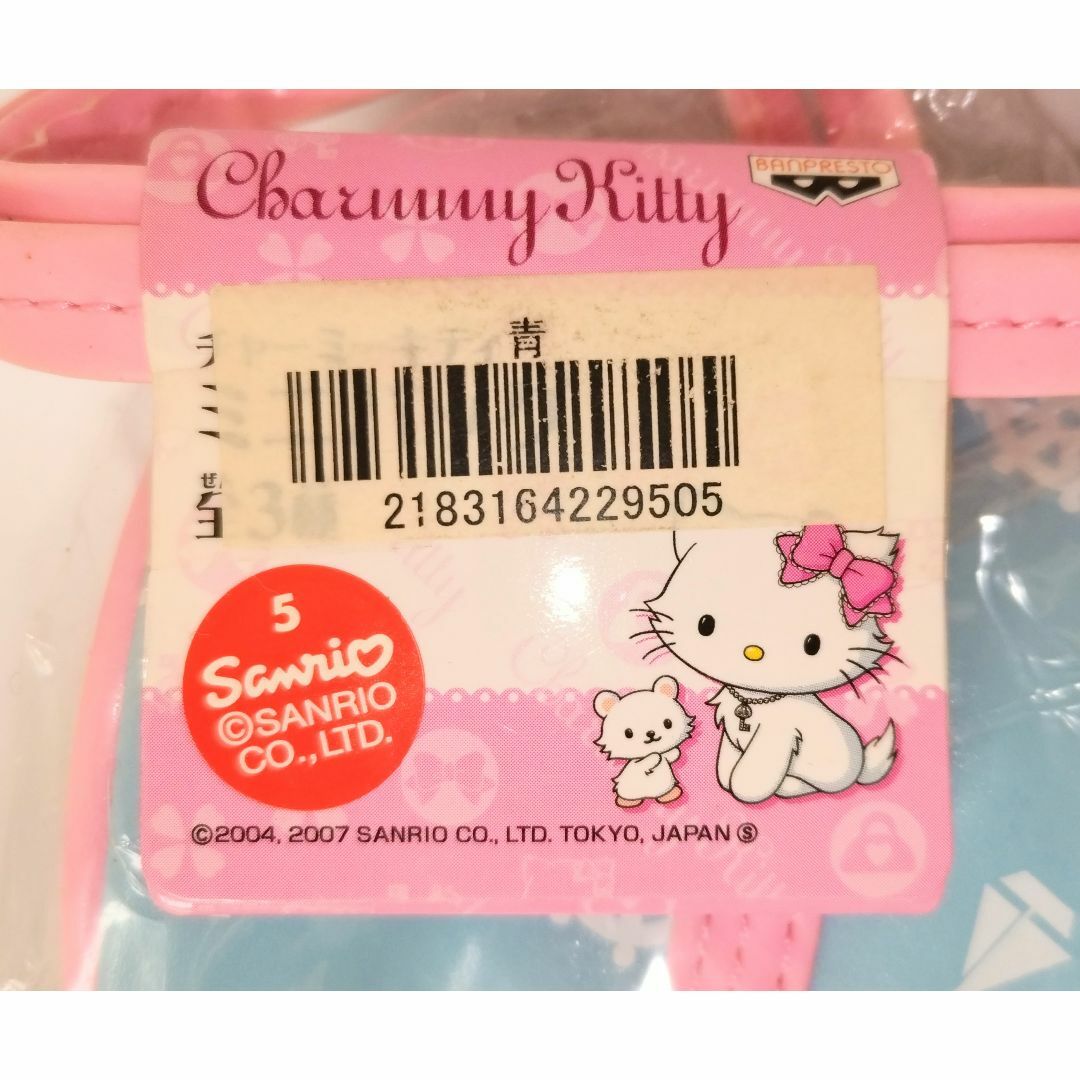 Charmmy Kitty
BANPRESTO
青
2183164229505
5
Sanrio
©SANRIO
CO.,LTD.
©2004, 2007 SANRIO CO., LTD. TOKYO, JAPAN Ⓢ